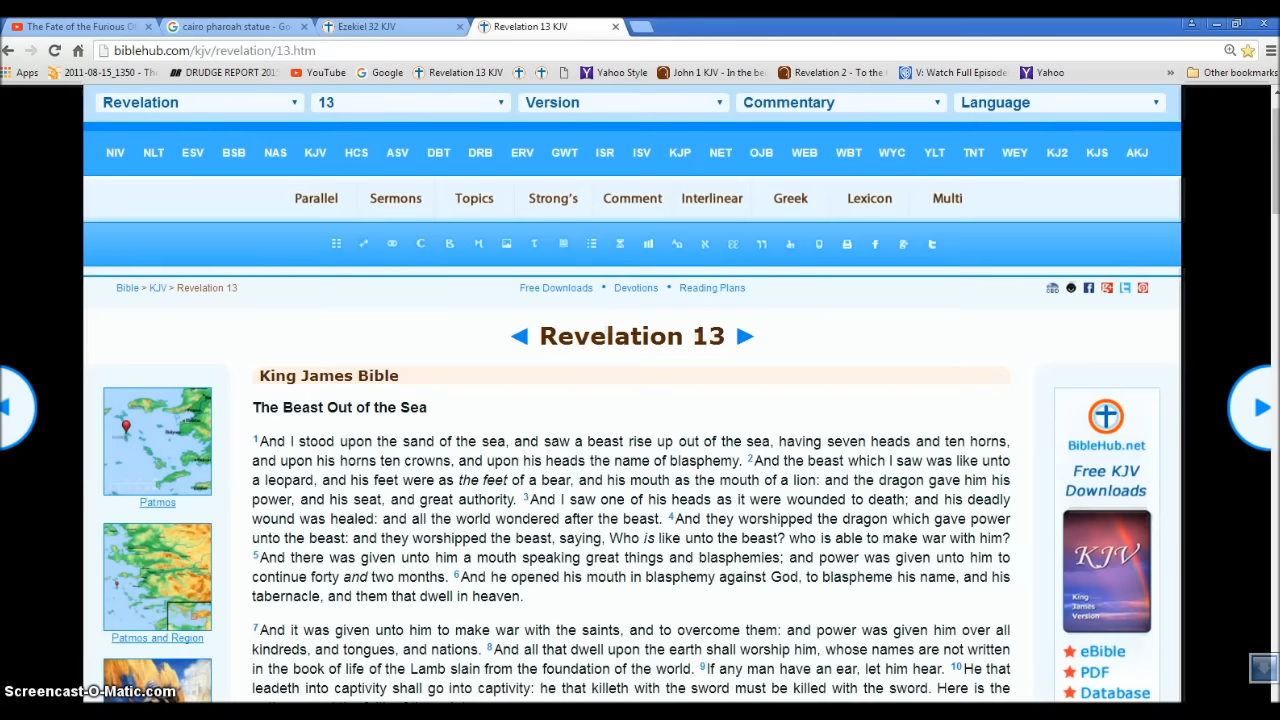 The Fate of the Furious O
cairo pharoah statue - Go
Ezekiel 32 KJV
Revelation 13 KJV
biblehub.com/kjv/revelation/13.htm
Apps 2011-08-15_1350 - Th DRUDGE REPORT 201 YouTube Google Revelation 13 KJV Yahoo Style John 1 KJV - In the be Revelation 2 - To the V: Watch Full Episode Yahoo » Other bookmarks
Revelation 13 Version Commentary Language
NIV NLT ESV BSB NAS KJV HCS ASV DBT DRB ERV GWT ISR ISV KJP NET OJB WEB WBT WYC YLT TNT WEY KJ2 KJS AKJ
Parallel Sermons Topics Strong's Comment Interlinear Greek Lexicon Multi
Bible > KJV > Revelation 13
Free Downloads • Devotions • Reading Plans
Revelation 13
King James Bible
The Beast Out of the Sea
1And I stood upon the sand of the sea, and saw a beast rise up out of the sea, having seven heads and ten horns,
and upon his horns ten crowns, and upon his heads the name of blasphemy. 2And the beast which I saw was like unto
a leopard, and his feet were as the feet of a bear, and his mouth as the mouth of a lion: and the dragon gave him his
power, and his seat, and great authority. 3And I saw one of his heads as it were wounded to death; and his deadly
wound was healed: and all the world wondered after the beast. 4And they worshipped the dragon which gave power
unto the beast: and they worshipped the beast, saying, Who is like unto the beast? who is able to make war with him?
5And there was given unto him a mouth speaking great things and blasphemies; and power was given unto him to
continue forty and two months. 6And he opened his mouth in blasphemy against God, to blaspheme his name, and his
tabernacle, and them that dwell in heaven.
7And it was given unto him to make war with the saints, and to overcome them: and power was given him over all
kindreds, and tongues, and nations. 8And all that dwell upon the earth shall worship him, whose names are not written
in the book of life of the Lamb slain from the foundation of the world. 9If any man have an ear, let him hear. 10He that
leadeth into captivity shall go into captivity: he that killeth with the sword must be killed with the sword. Here is the
Patmos
Patmos and Region
BibleHub.net
Free KJV
Downloads
KJV
King
James
Version
eBible
PDF
Database
Screencast-O-Matic.com